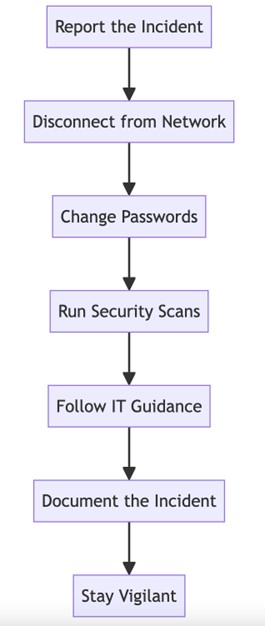 Report the Incident
Disconnect from Network
Change Passwords
Run Security Scans
Follow IT Guidance
Document the Incident
Stay Vigilant